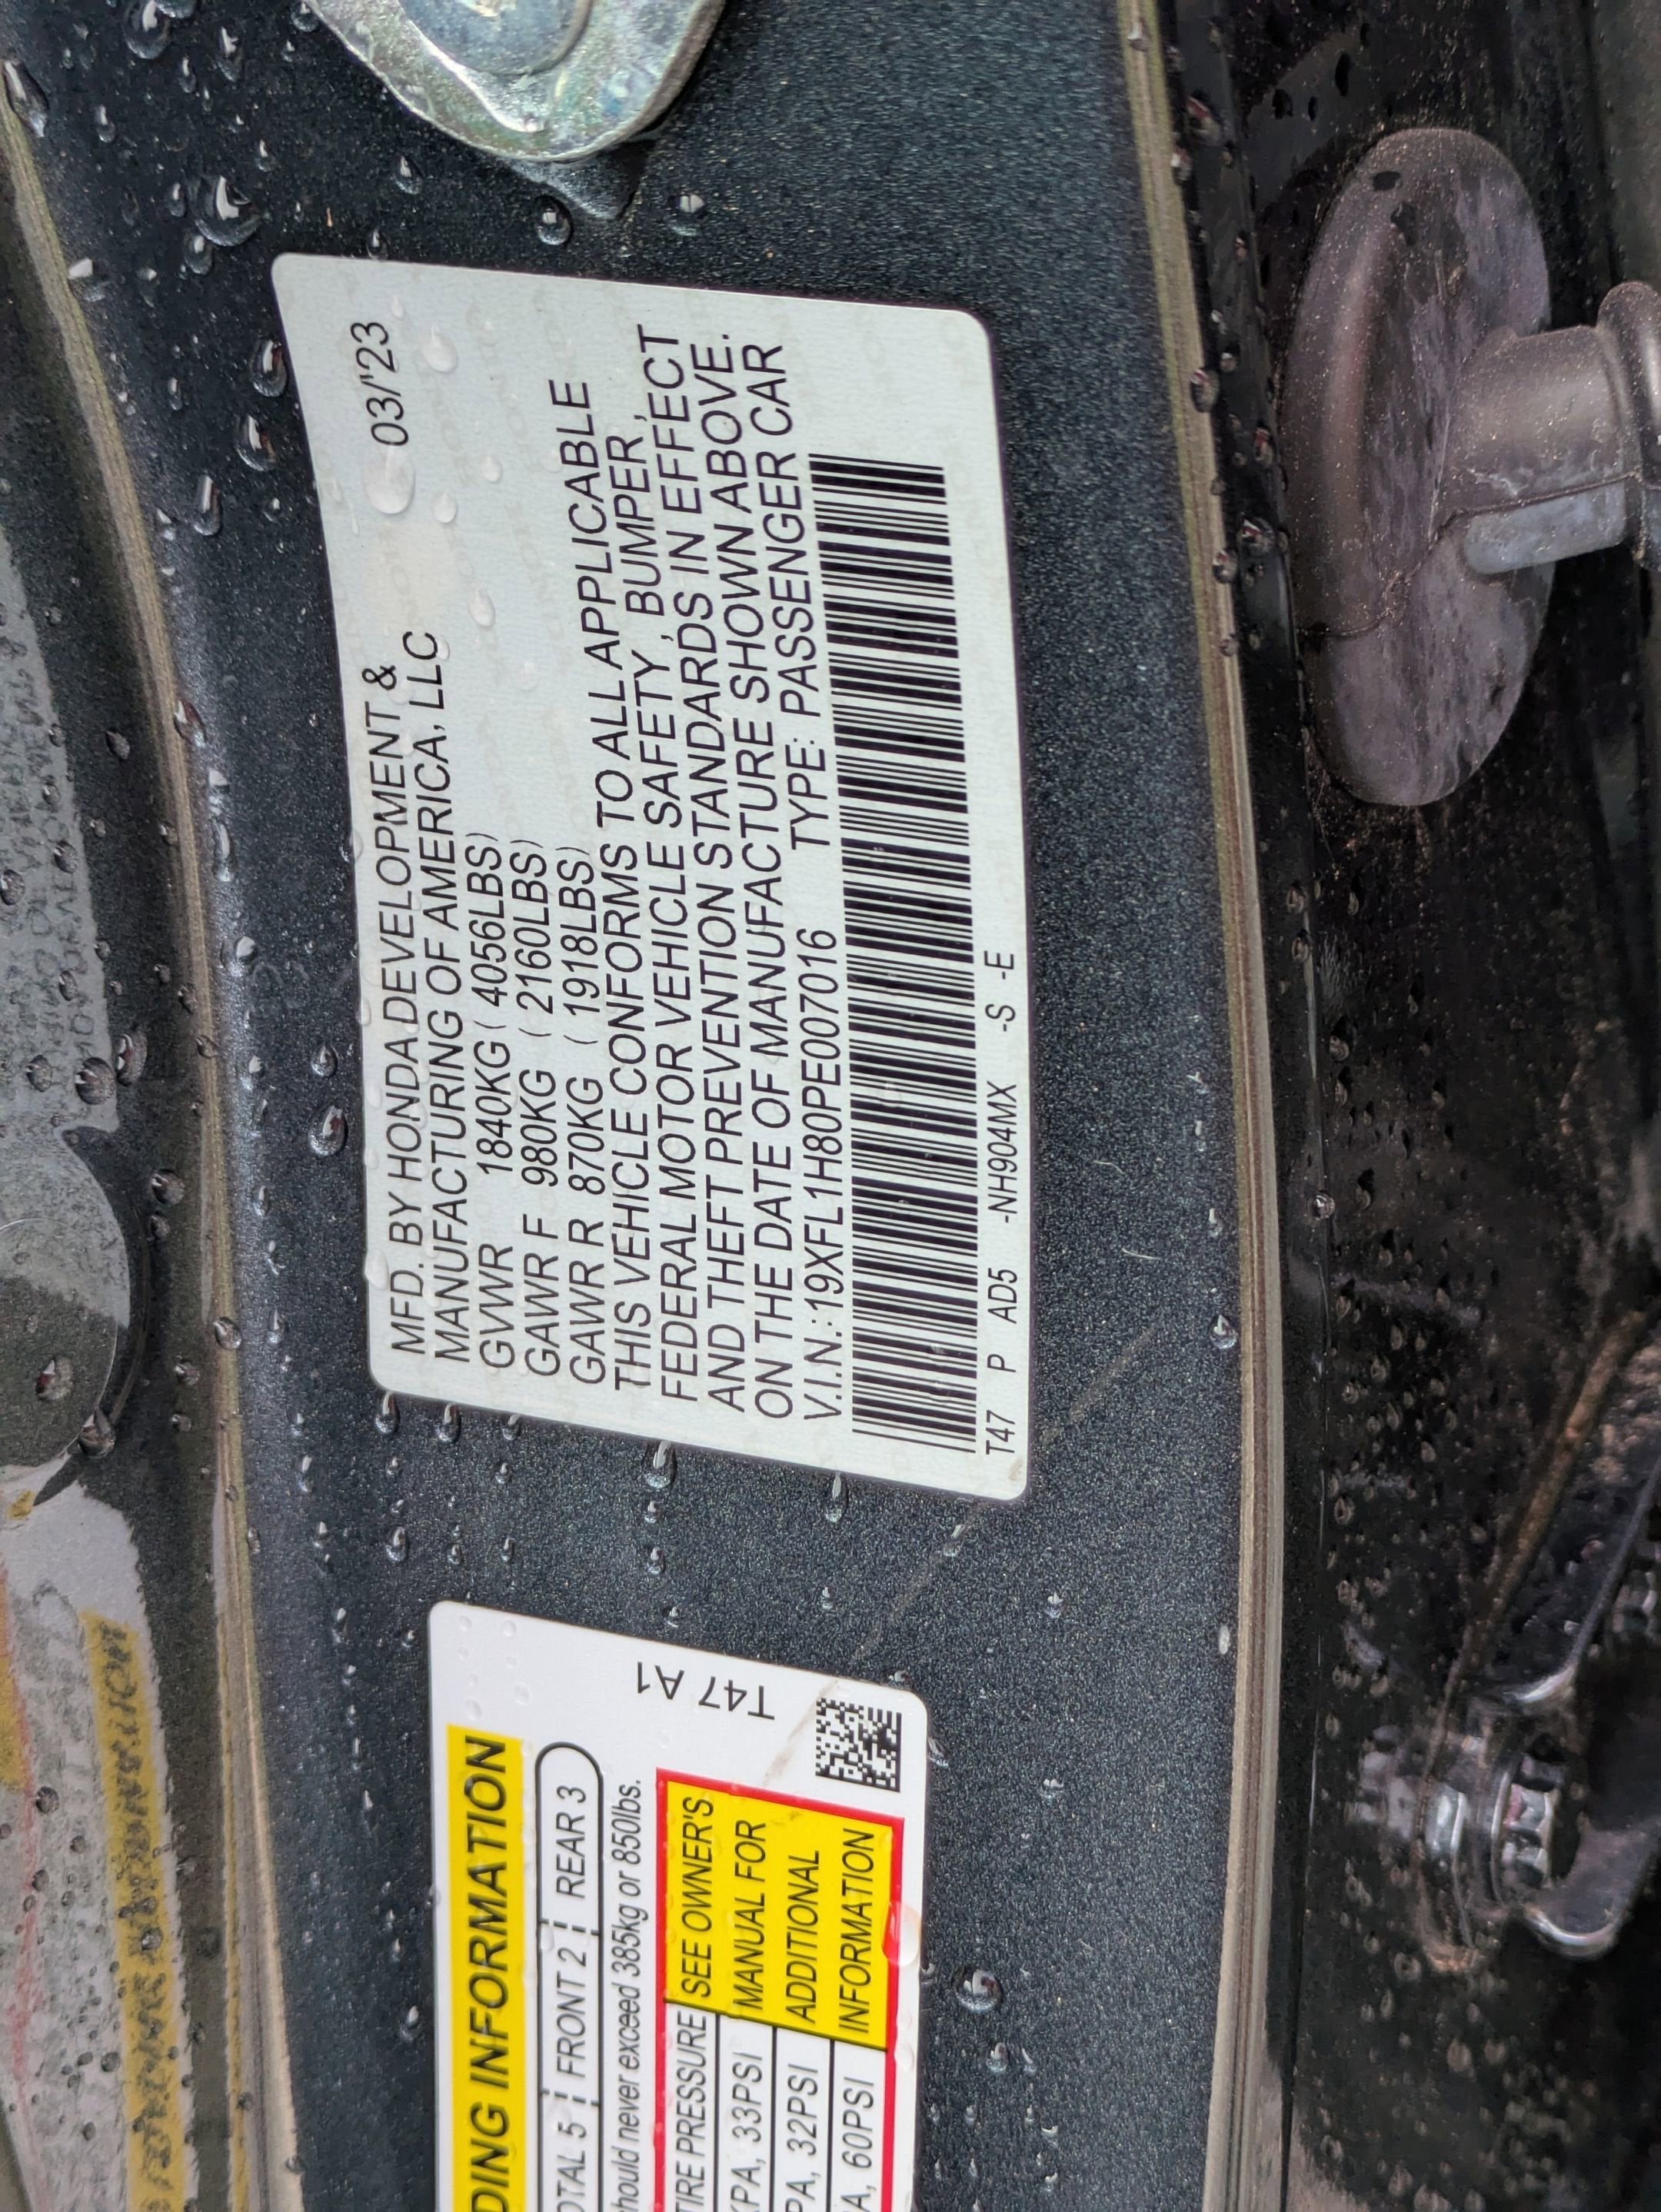 MFD. BY HONDA DEVELOPMENT & 03/'23
MANUFACTURING OF AMERICA, LLC
GVWR 1840KG ( 4056LBS)
GAWR F 980KG ( 2160LBS)
GAWR R 870KG ( 1918LBS)
THIS VEHICLE CONFORMS TO ALL APPLICABLE
FEDERAL MOTOR VEHICLE SAFETY , BUMPER ,
AND THEFT PREVENTION STANDARDS IN EFFECT
ON THE DATE OF MANUFACTURE SHOWN ABOVE.
V.I.N.: 19XFL1H80PE007016 TYPE: PASSENGER CAR
T47 P AD5 -NH904MX -S -E
DING INFORMATION
OTAL 5 FRONT 2 REAR 3
hould never exceed 385kg or 850lbs.
TIRE PRESSURE
KPA, 33PSI
PA, 32PSI
A, 60PSI
SEE OWNER'S
MANUAL FOR
ADDITIONAL
INFORMATION
T47 A1